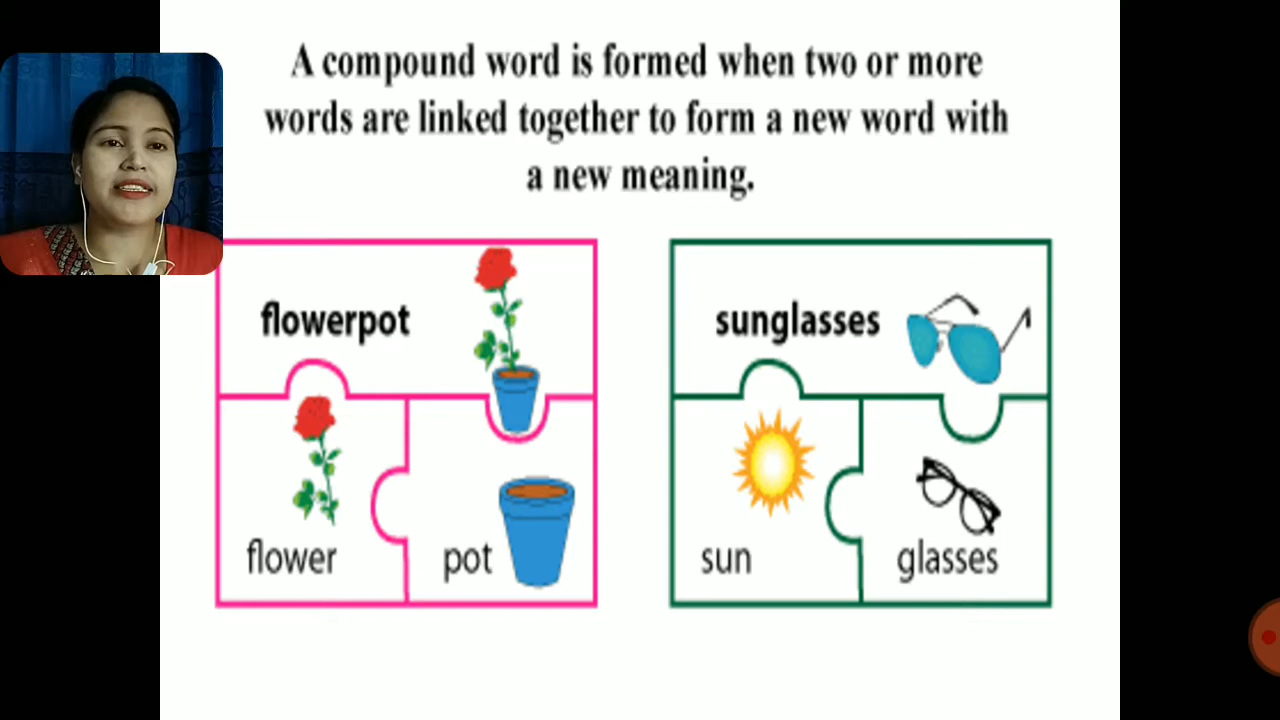 A compound word is formed when two or more
words are linked together to form a new word with
a new meaning.
flowerpot
flower
pot
sunglasses
sun
glasses